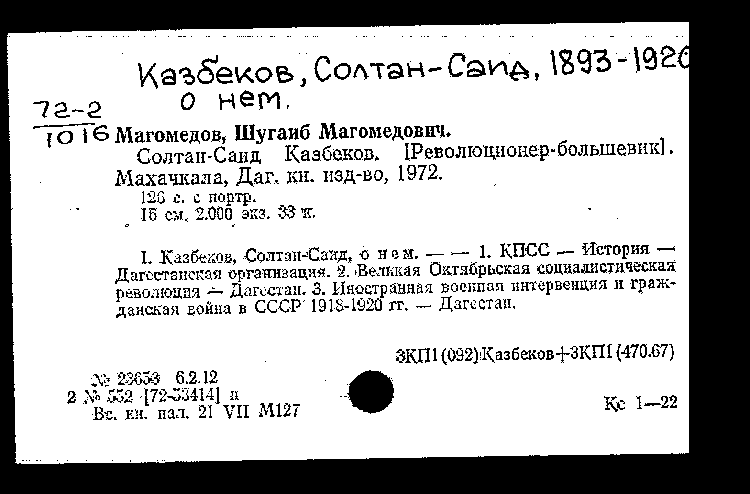 Казбеков, Солтан-Саид, 1893-1920
о нем.
72-2
1016
Магомедов, Шугаиб Магомедович.
Солтан-Саид Казбеков. [Революционер-большевик].
Махачкала, Даг. кн. изд-во, 1972.
126 с. с портр.
16 см. 2.000 экз. 33 к.
1. Казбеков, Солтан-Саид, о нем. — — 1. КПСС — История —
Дагестанская организация. 2. Великая Октябрьская социалистическая
революция — Дагестан. 3. Иностранная военная интервенция и граж-
данская война в СССР 1918-1920 гг. — Дагестан.
3КП1(092)Казбеков+3КП1(470.67)
№ 23653 6.2.12
2 № 552 [72-53414] п
Вс. кн. пал. 21 VII М127
Кс 1—22